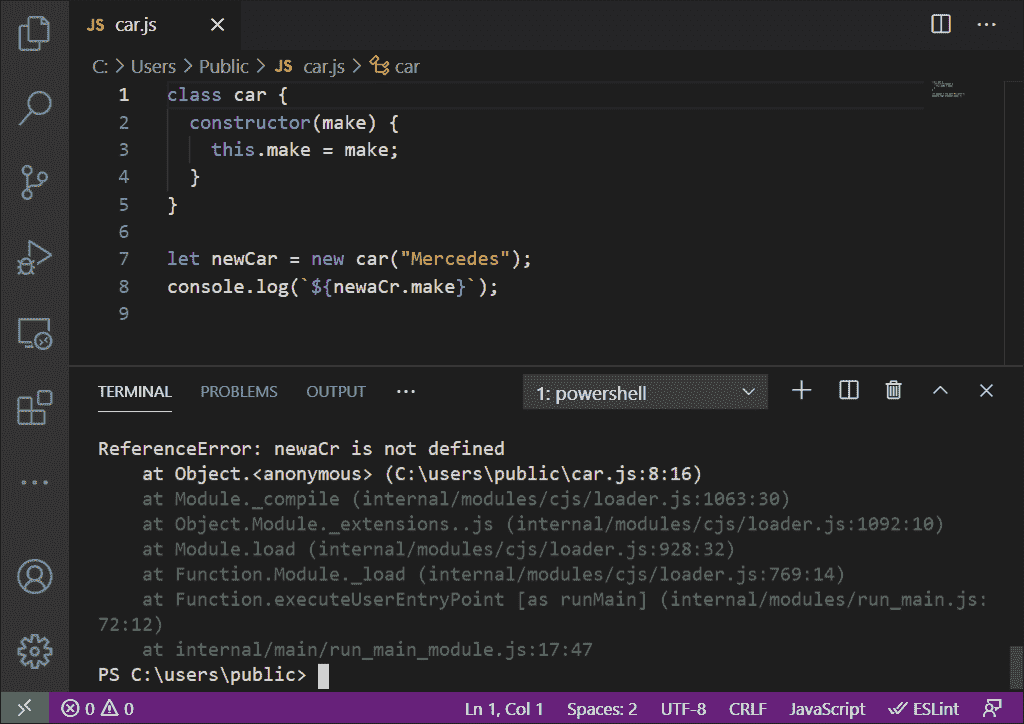 JS car.js
C: > Users > Public > JS car.js > car
1 class car {
2 constructor(make) {
3 this.make = make;
4 }
5 }
6
7 let newCar = new car("Mercedes");
8 console.log(`${newaCr.make}`);
9
TERMINAL PROBLEMS OUTPUT ··· 1: powershell
ReferenceError: newaCr is not defined
at Object.<anonymous> (C:\users\public\car.js:8:16)
at Module._compile (internal/modules/cjs/loader.js:1063:30)
at Object.Module._extensions..js (internal/modules/cjs/loader.js:1092:10)
at Module.load (internal/modules/cjs/loader.js:928:32)
at Function.Module._load (internal/modules/cjs/loader.js:769:14)
at Function.executeUserEntryPoint [as runMain] (internal/modules/run_main.js:
72:12)
at internal/main/run_main_module.js:17:47
PS C:\users\public>
0 0 Ln 1, Col 1 Spaces: 2 UTF-8 CRLF JavaScript ESLint